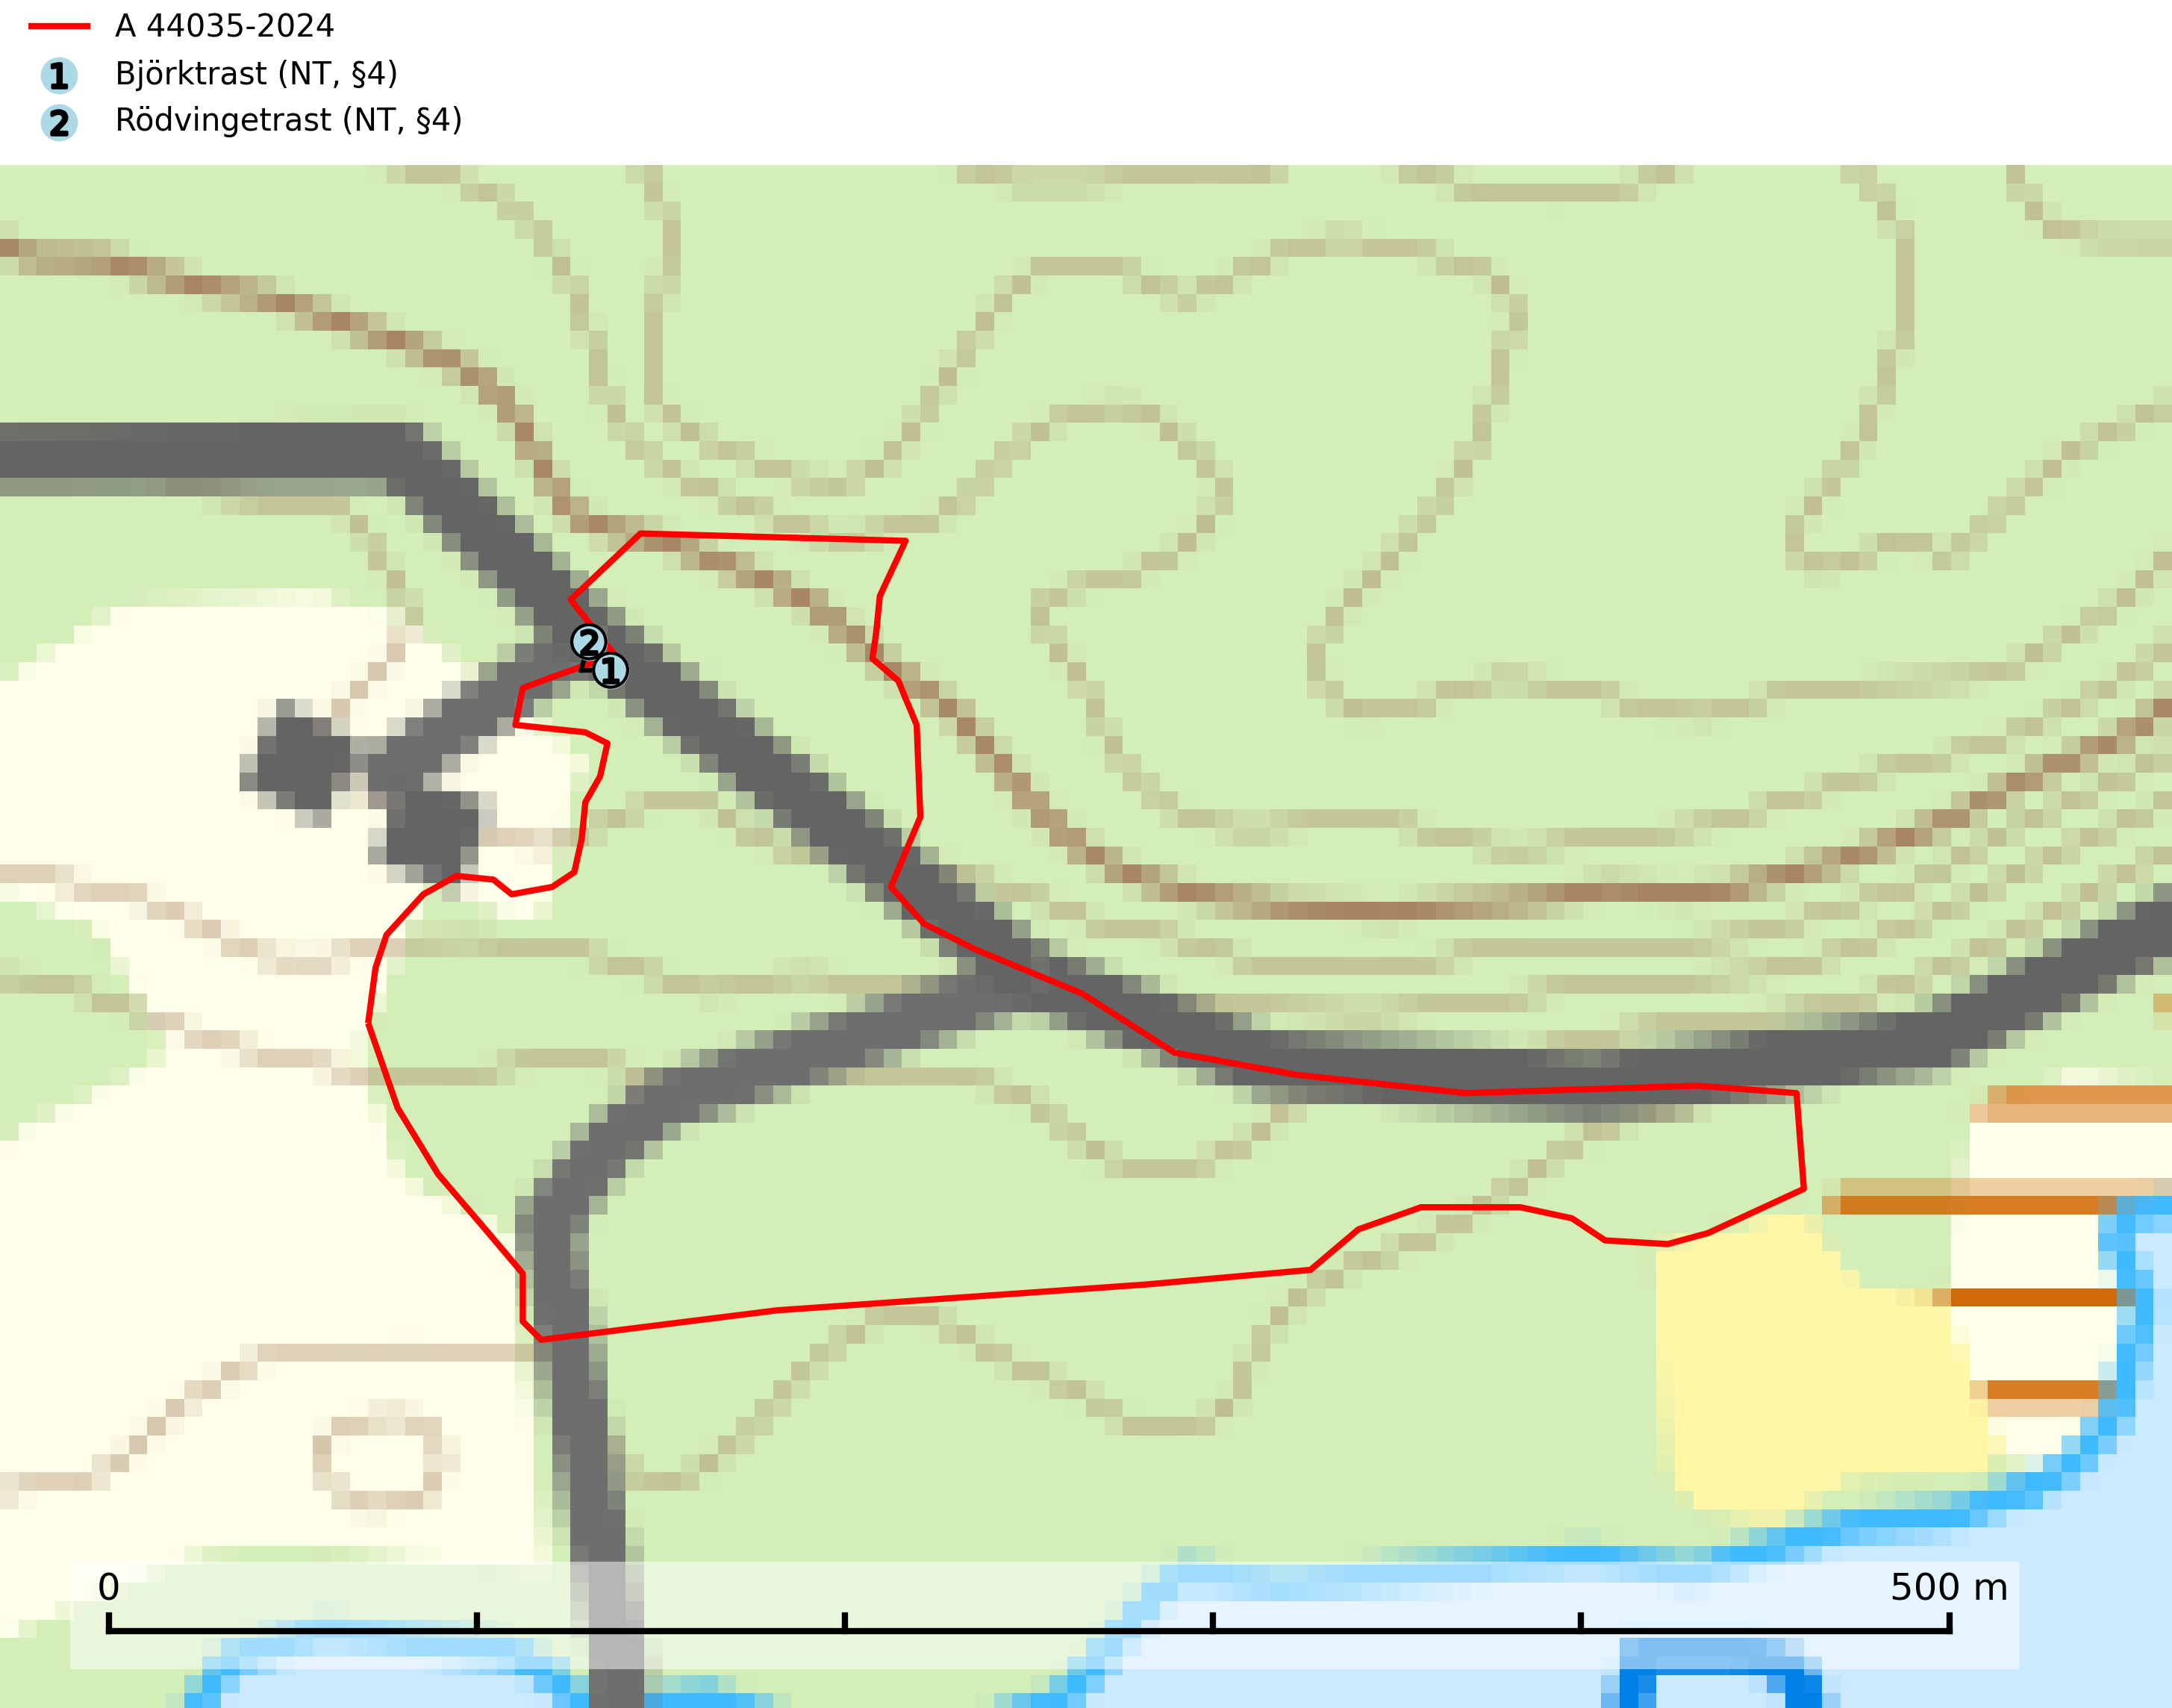 A 44035-2024
1 Björktrast (NT, §4)
2 Rödvingetrast (NT, §4)
2
1
0 500 m